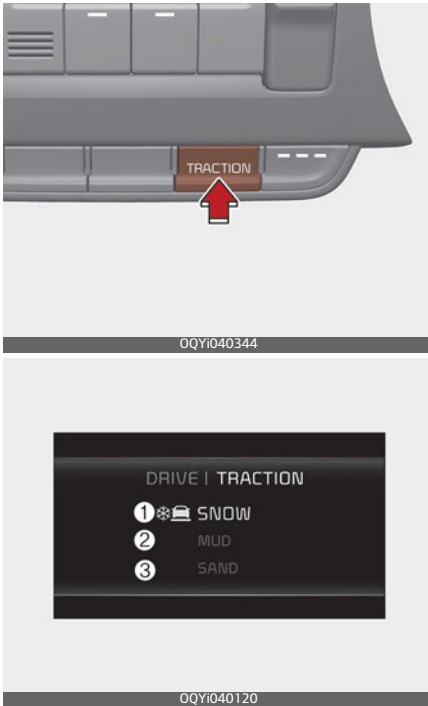 TRACTION
OQYi040344
DRIVE | TRACTION
1 SNOW
2 MUD
3 SAND
OQYi040120